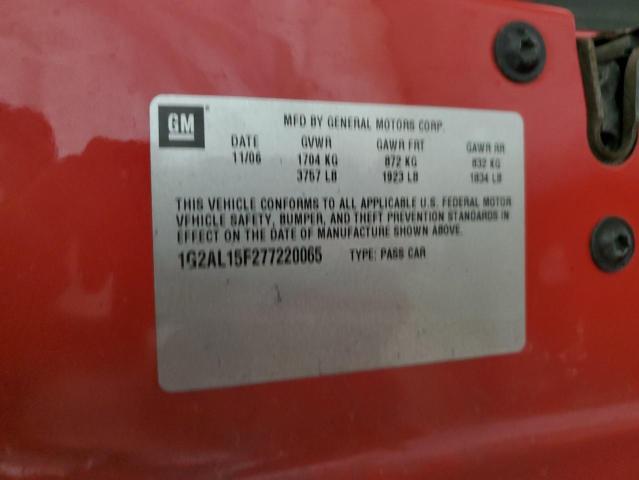 GM
MFD BY GENERAL MOTORS CORP.
DATE GVWR GAWR FRT GAWR RR
11/06 1704 KG 872 KG 832 KG
3757 LB 1923 LB 1834 LB
THIS VEHICLE CONFORMS TO ALL APPLICABLE U.S. FEDERAL MOTOR
VEHICLE SAFETY, BUMPER, AND THEFT PREVENTION STANDARDS IN
EFFECT ON THE DATE OF MANUFACTURE SHOWN ABOVE.
1G2AL15F277220065 TYPE: PASS CAR